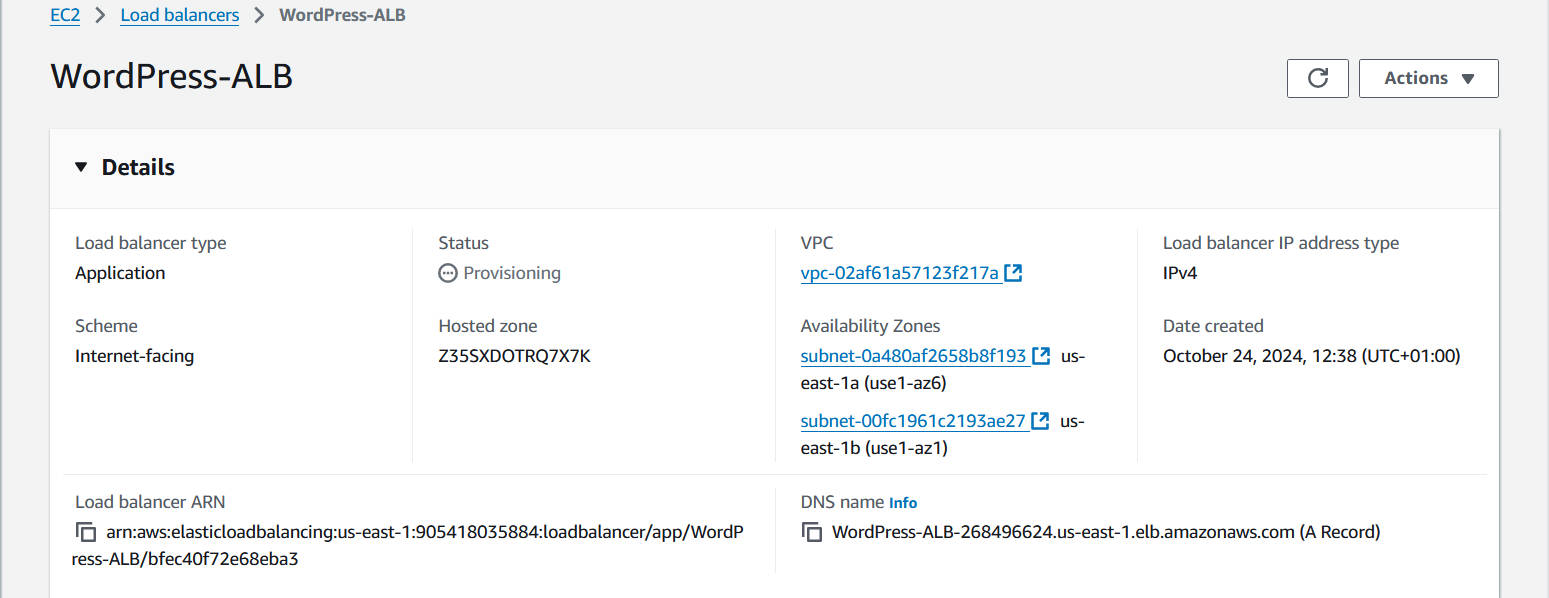 EC2 > Load balancers > WordPress-ALB
WordPress-ALB
Actions
Details
Load balancer type
Application
Status
Provisioning
VPC
vpc-02af61a57123f217a
Load balancer IP address type
IPv4
Scheme
Internet-facing
Hosted zone
Z35SXDOTRQ7X7K
Availability Zones
subnet-0a480af2658b8f193 us-
east-1a (use1-az6)
subnet-00fc1961c2193ae27 us-
east-1b (use1-az1)
Date created
October 24, 2024, 12:38 (UTC+01:00)
Load balancer ARN
arn:aws:elasticloadbalancing:us-east-1:905418035884:loadbalancer/app/WordP
ress-ALB/bfec40f72e68eba3
DNS name Info
WordPress-ALB-268496624.us-east-1.elb.amazonaws.com (A Record)